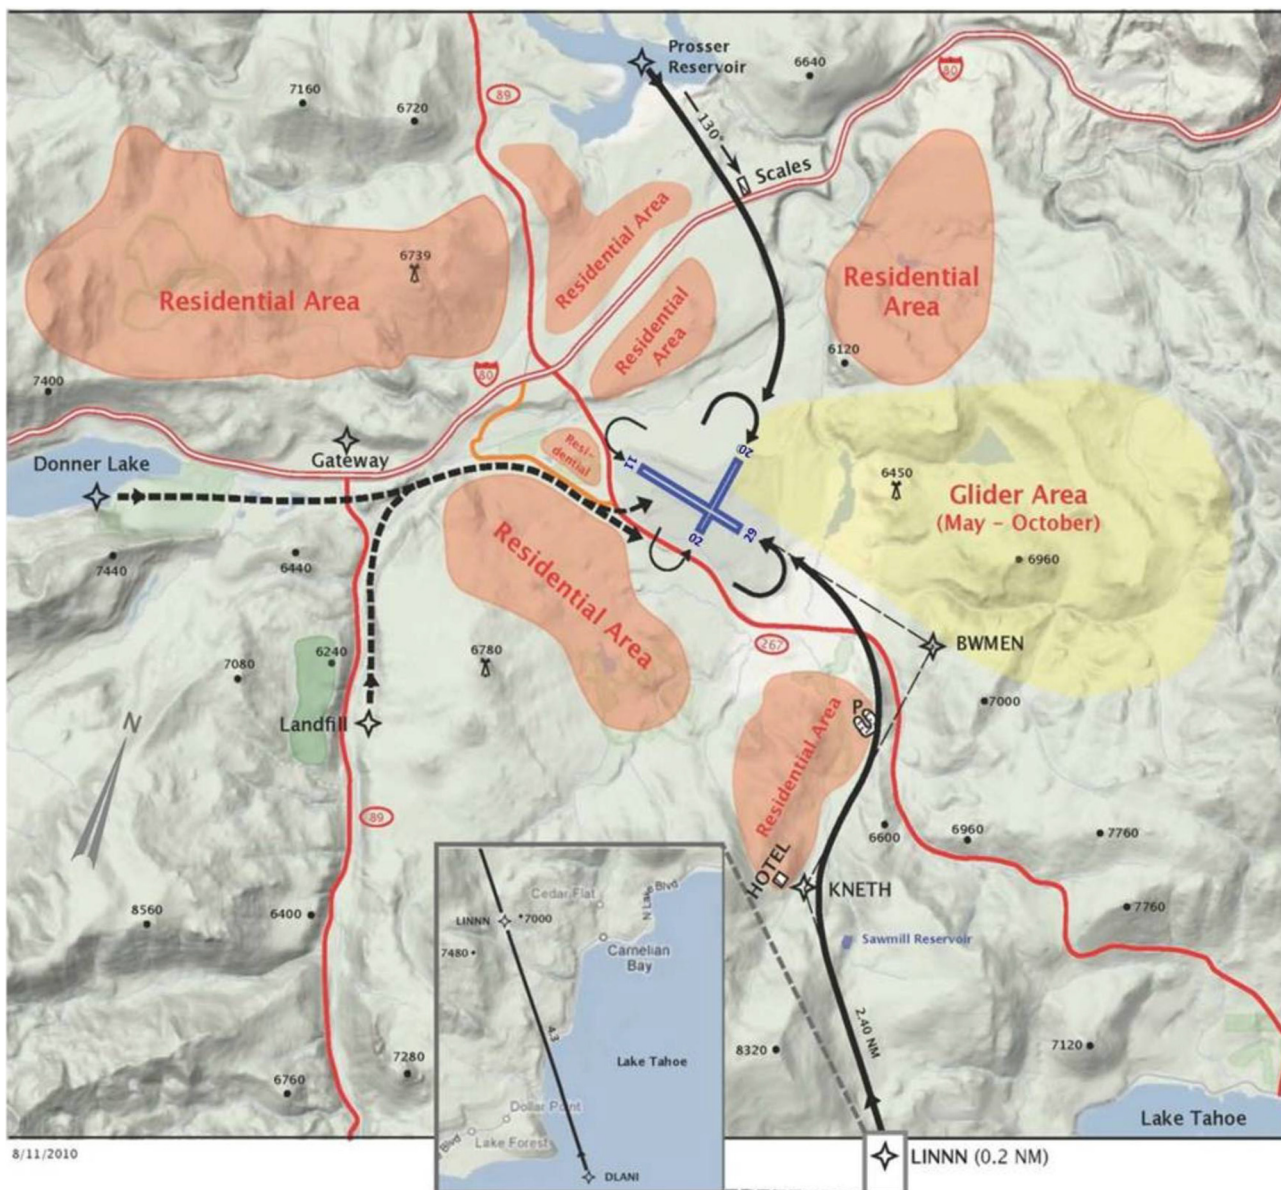 Prosser
Reservoir
6640
80
7160
6720
89
130°
Scales
Residential Area
6739
Residential Area
Residential
Area
Residential
Area
6120
7400
80
Donner Lake
Gateway
Resi-
dential
11
20
29
02
6450
Glider Area
(May - October)
6960
7440
6440
Residential Area
267
BWMEN
7080
6240
6780
7000
Landfill
N
P
Residential Area
89
6600
6960
7760
HOTEL
KNETH
7760
8560
6400
Sawmill Reservoir
Cedar Flat
N Lake Blvd
LINNN
7000
7480
Carnelian
Bay
4.3
Lake Tahoe
2.40 NM
8320
7120
7280
6760
Dollar Point
Lake Forest
Blvd
DLANI
Lake Tahoe
8/11/2010
LINNN (0.2 NM)